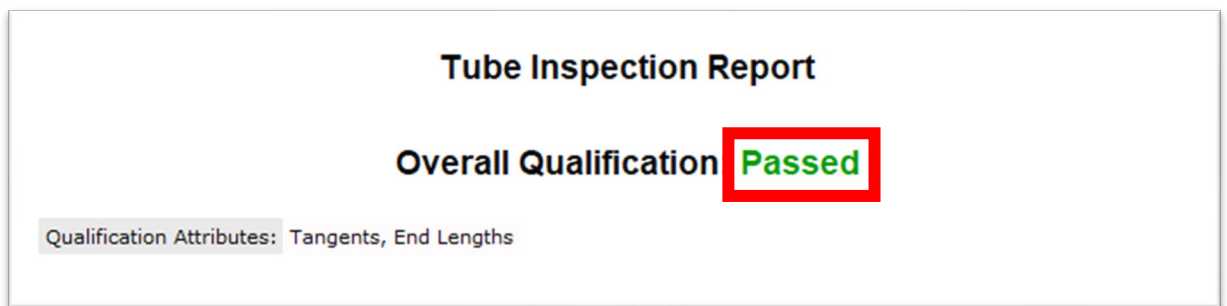 Tube Inspection Report
Overall Qualification Passed
Qualification Attributes: Tangents, End Lengths